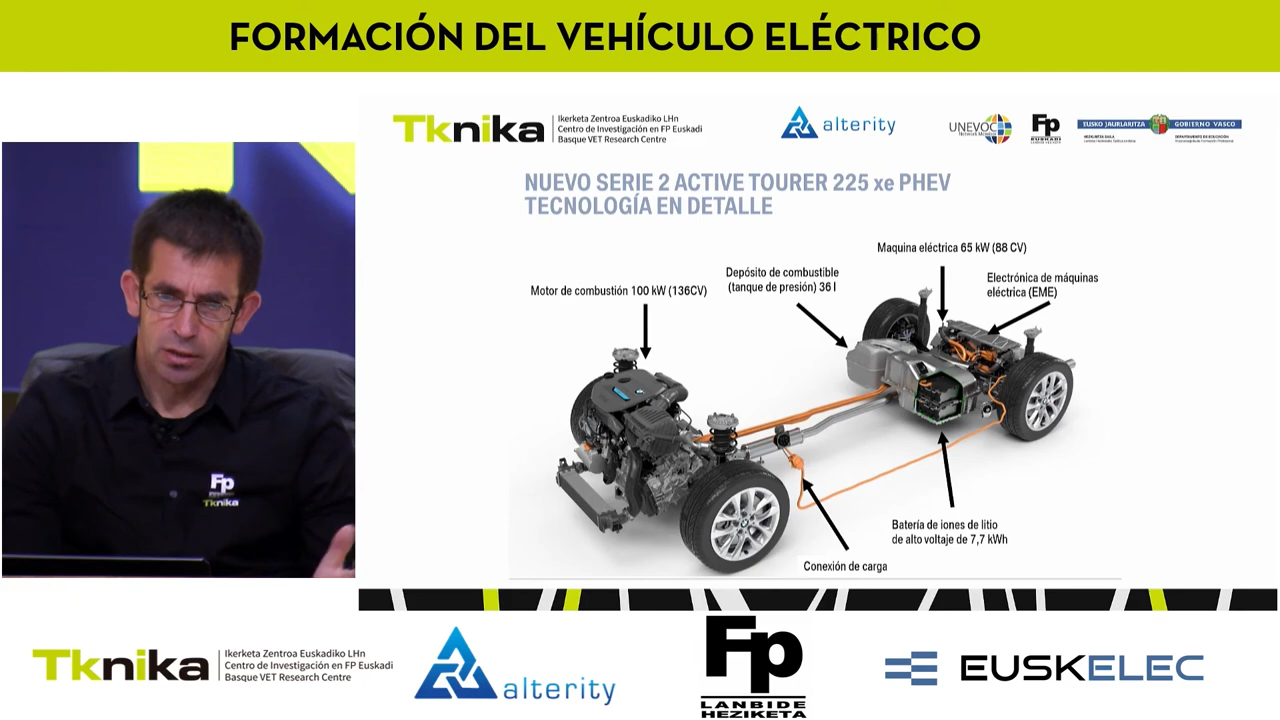 FORMACIÓN DEL VEHÍCULO ELÉCTRICO
Tknika
Ikerketa Zentroa Euskadiko LHn
Centro de Investigación en FP Euskadi
Basque VET Research Centre
alterity
UNEVOC
Fp
EUSKADI
EUSKO JAURLARITZA
GOBIERNO VASCO
NUEVO SERIE 2 ACTIVE TOURER 225 xe PHEV
TECNOLOGÍA EN DETALLE
Maquina eléctrica 65 kW (88 CV)
Depósito de combustible
(tanque de presión) 36 l
Electrónica de máquinas
eléctrica (EME)
Motor de combustión 100 kW (136CV)
Batería de iones de litio
de alto voltaje de 7,7 kWh
Conexión de carga
Fp
Tknika
Tknika
Ikerketa Zentroa Euskadiko LHn
Centro de Investigación en FP Euskadi
Basque VET Research Centre
alterity
Fp
LANBIDE
HEZIKETA
EUSKELEC